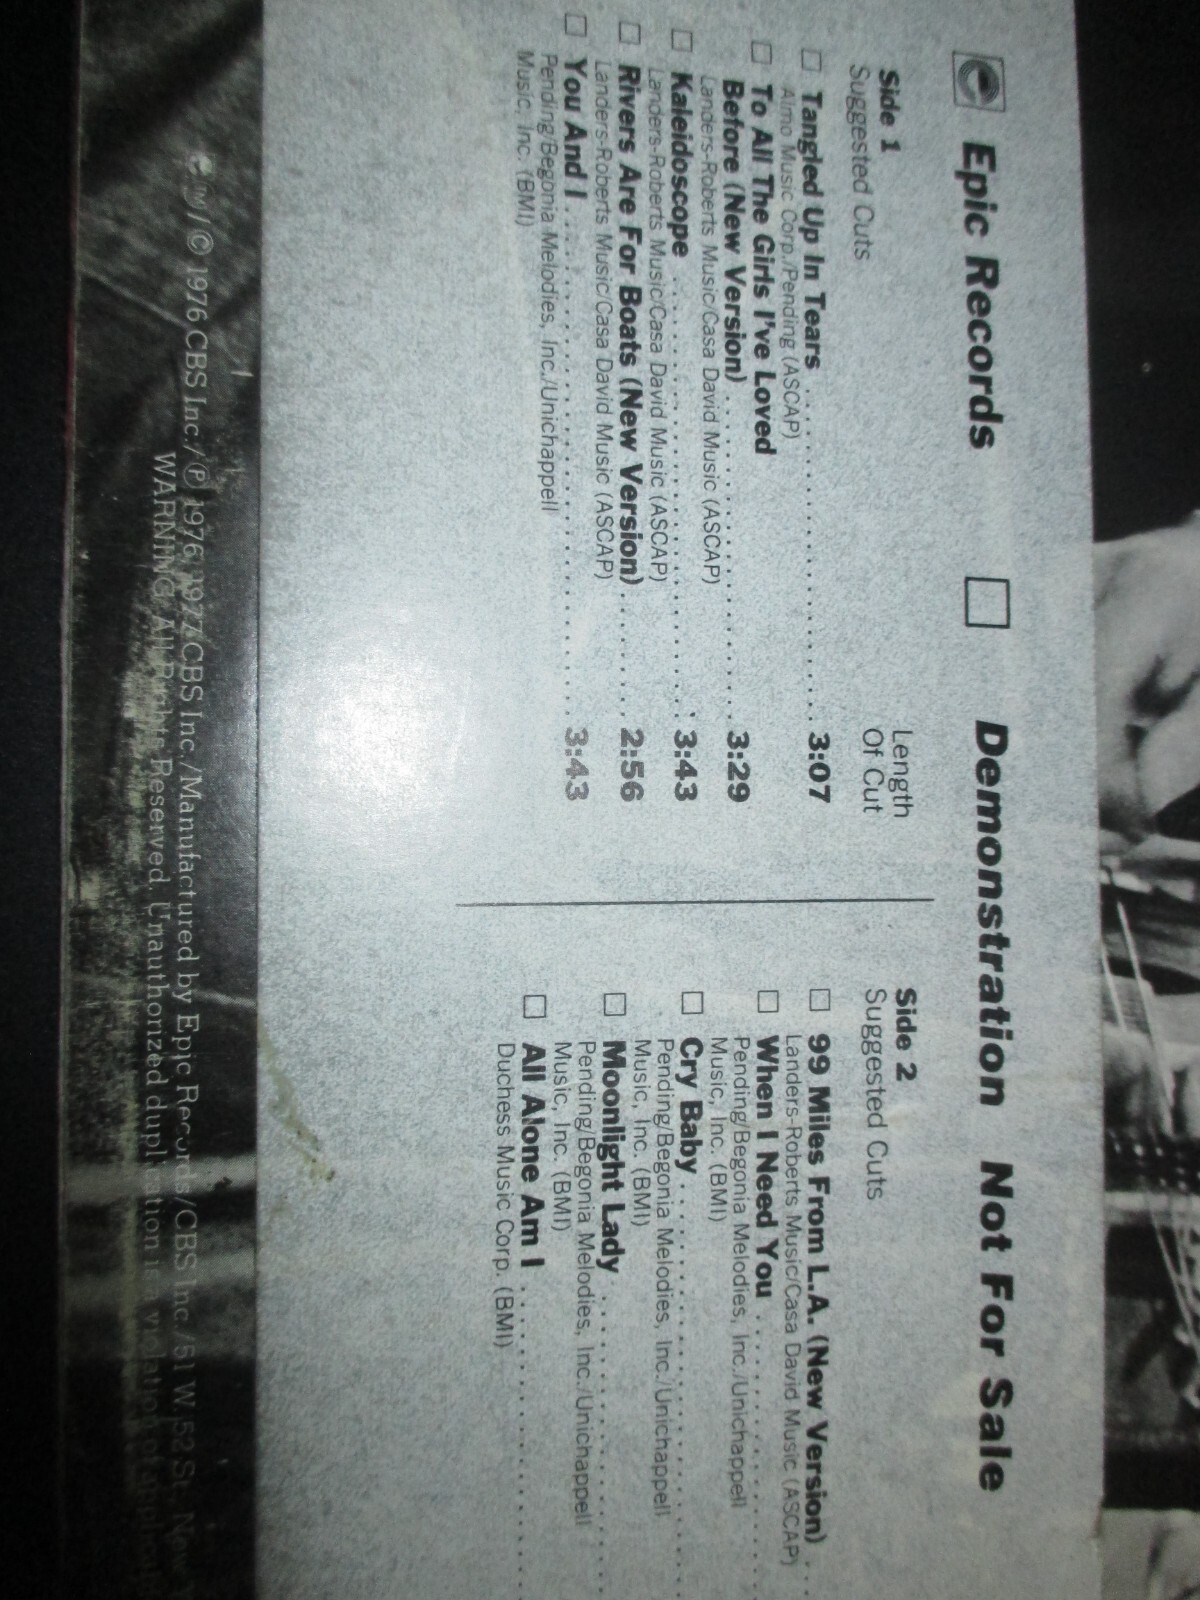 Epic Records ☐ Demonstration Not For Sale
Side 1
Suggested Cuts
Length
Of Cut
☐ Tangled Up In Tears 3:07
Almo Music Corp./Pending (ASCAP)
☐ To All The Girls I've Loved
Before (New Version) 3:29
Landers-Roberts Music/Casa David Music (ASCAP)
☐ Kaleidoscope 3:43
Landers-Roberts Music/Casa David Music (ASCAP)
☐ Rivers Are For Boats (New Version) 2:56
Landers-Roberts Music/Casa David Music (ASCAP)
☐ You And I 3:43
Pending/Begonia Melodies, Inc./Unichappell
Music, Inc. (BMI)
Side 2
Suggested Cuts
☐ 99 Miles From L.A. (New Version)
Landers-Roberts Music/Casa David Music (ASCAP)
☐ When I Need You
Pending/Begonia Melodies, Inc./Unichappell
Music, Inc. (BMI)
☐ Cry Baby
Pending/Begonia Melodies, Inc./Unichappell
Music, Inc. (BMI)
☐ Moonlight Lady
Pending/Begonia Melodies, Inc./Unichappell
Music, Inc. (BMI)
☐ All Alone Am I
Duchess Music Corp. (BMI)
© 1976 CBS Inc./℗ 1976, 1977 CBS Inc./Manufactured by Epic Records/CBS Inc./51 W. 52 St., New
WARNING: All Rights Reserved. Unauthorized duplication is a violation of